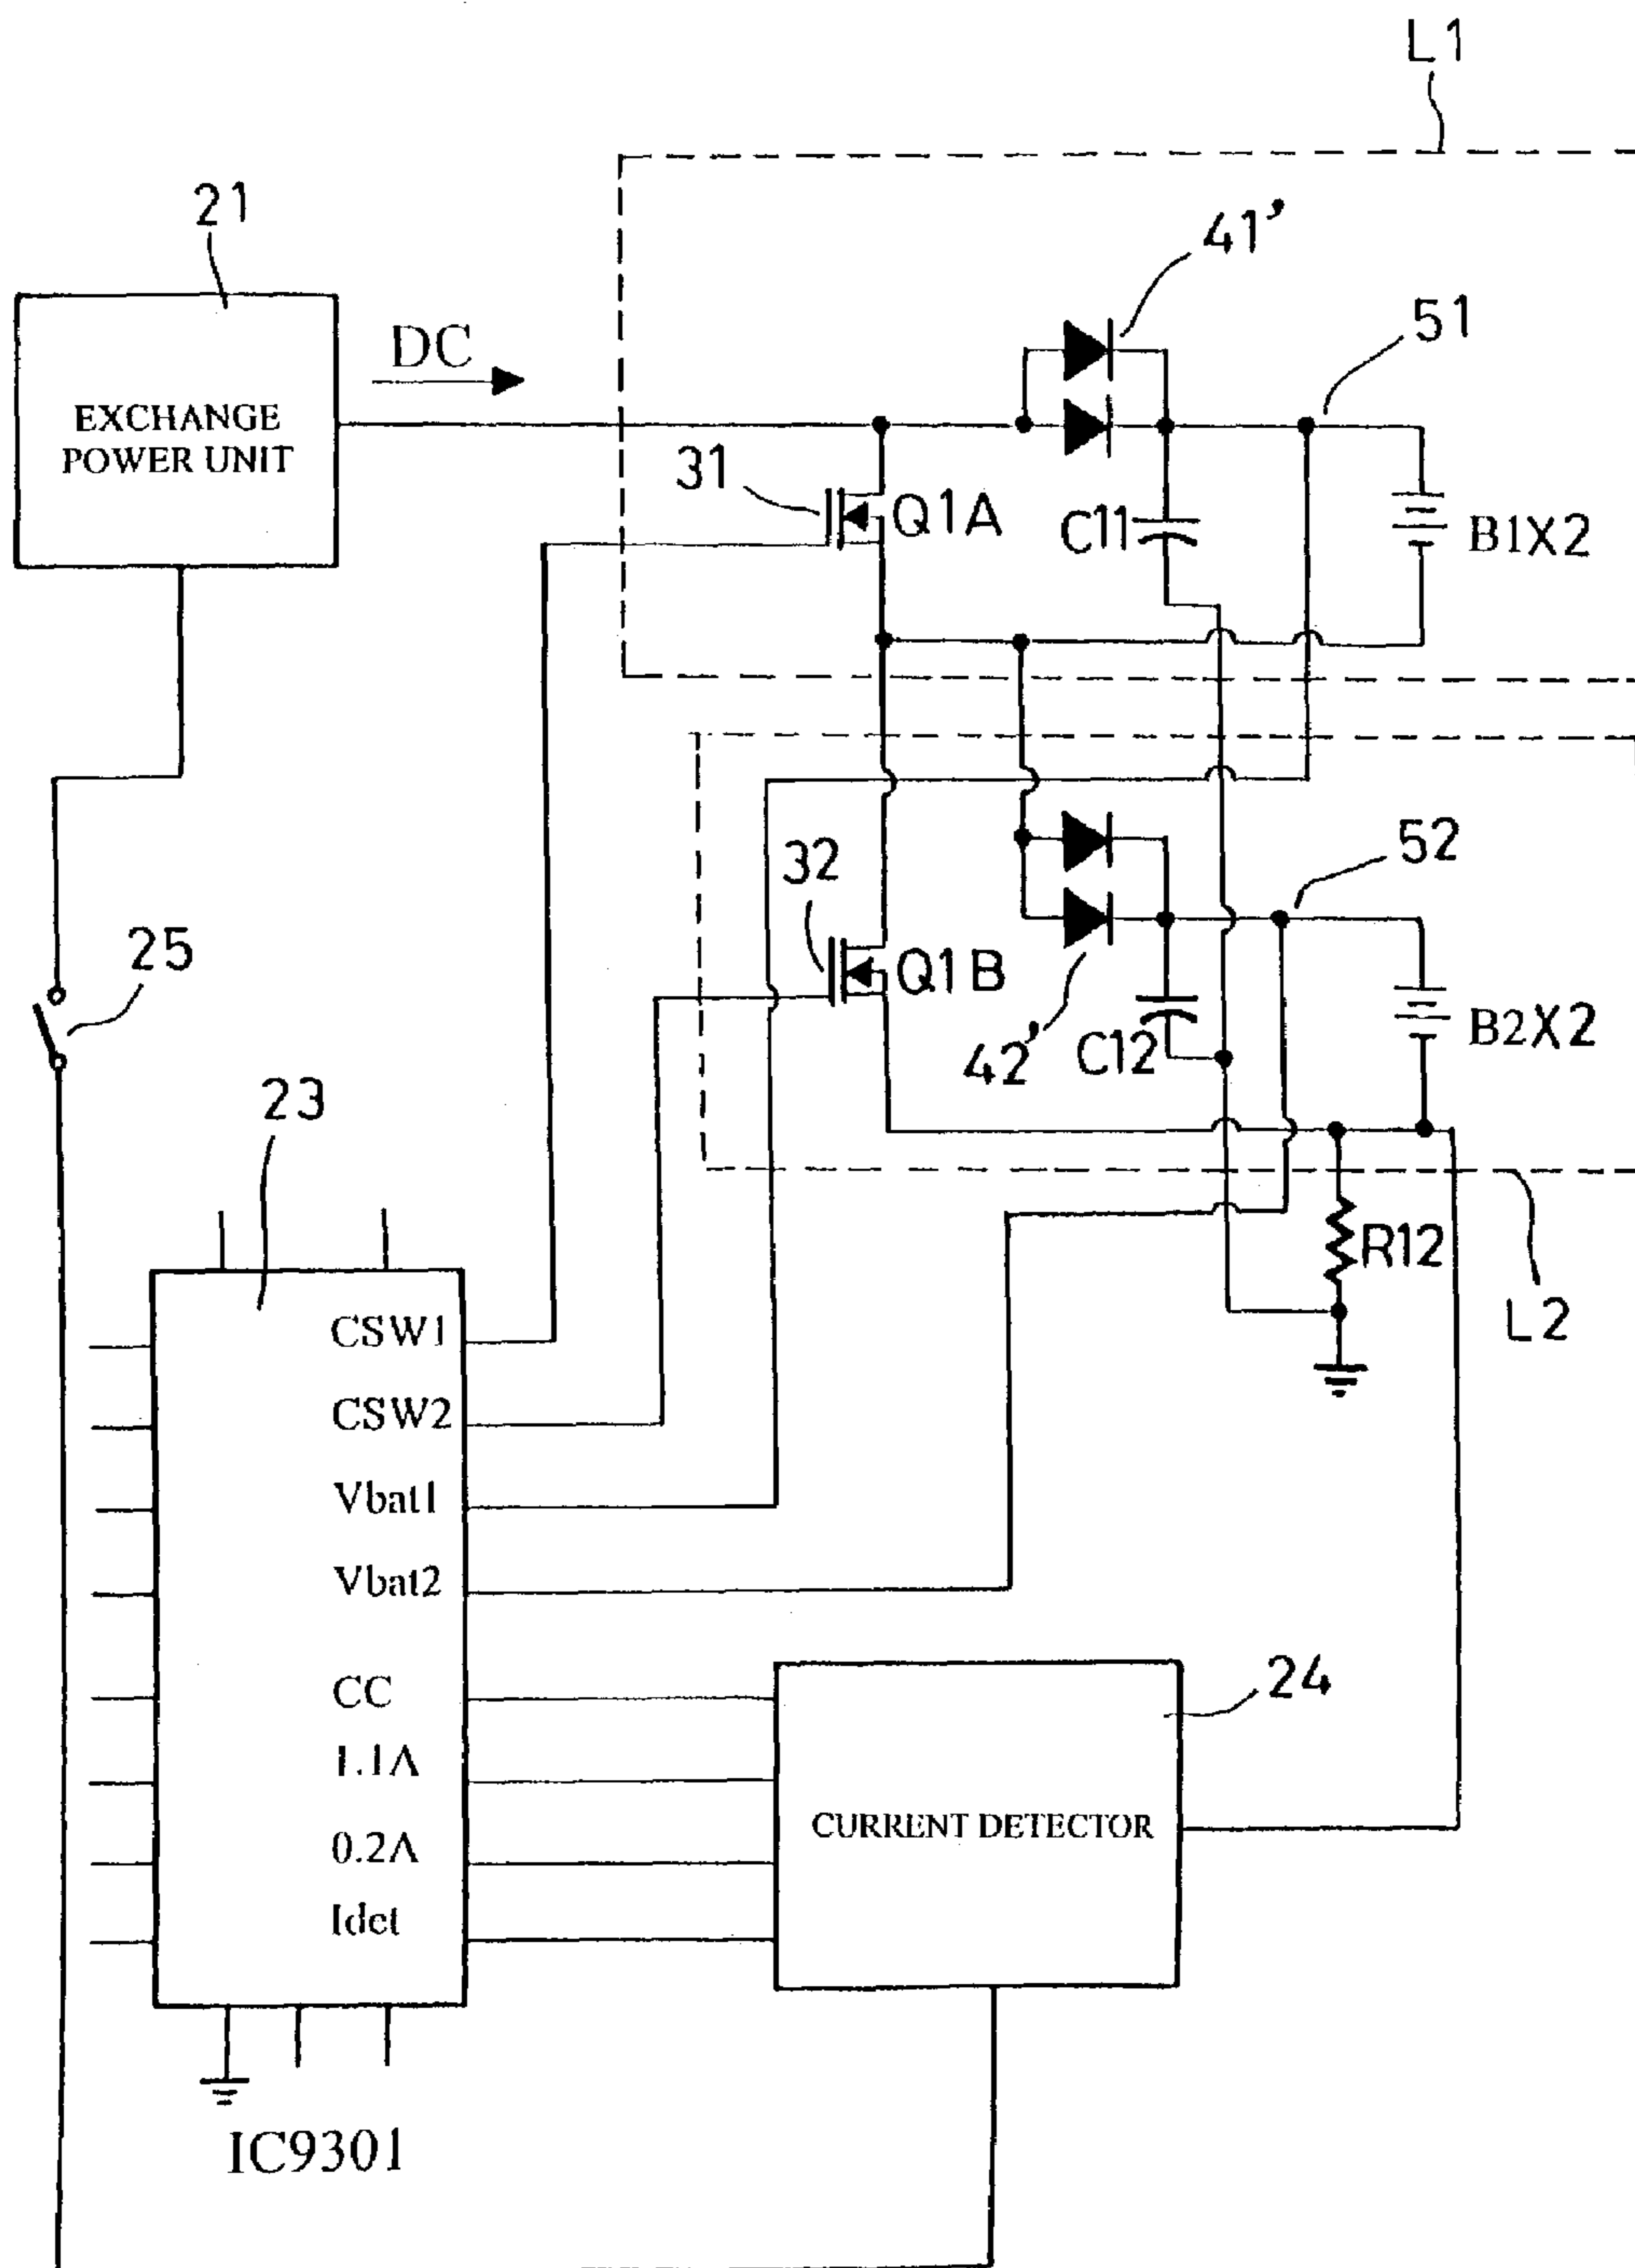 L1
21
41'
51
DC
EXCHANGE
POWER UNIT
31
Q1A
C11
B1X2
32
52
25
Q1B
42'
C12
B2X2
23
R12
L2
CSW1
CSW2
Vbat1
Vbat2
CC
1.1A
0.2A
Idet
24
CURRENT DETECTOR
IC9301